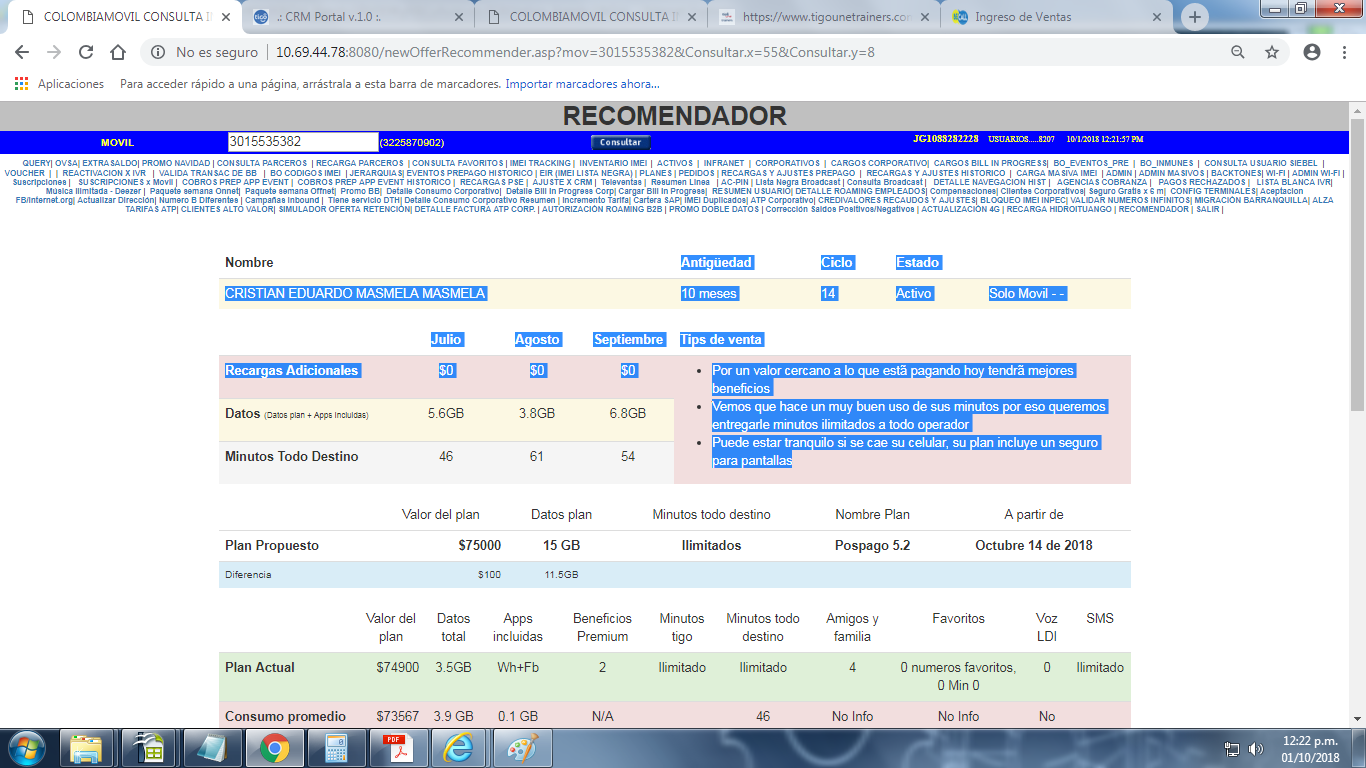 COLOMBIAMOVIL CONSULTA IN
.: CRM Portal v.1.0 :.
COLOMBIAMOVIL CONSULTA IN
https://www.tigounetrainers.com
Ingreso de Ventas
No es seguro | 10.69.44.78:8080/newOfferRecommender.asp?mov=3015535382&Consultar.x=55&Consultar.y=8
Aplicaciones Para acceder rápido a una página, arrástrala a esta barra de marcadores. Importar marcadores ahora...
RECOMENDADOR
MOVIL 3015535382 (3225870902) Consultar JG1088282228 USUARIOS.....8207 10/1/2018 12:21:57 PM
QUERY| OVSA| EXTRASALDO| PROMO NAVIDAD | CONSULTA PARCEROS | RECARGA PARCEROS | CONSULTA FAVORITOS | IMEI TRACKING | INVENTARIO IMEI | ACTIVOS | INFRANET | CORPORATIVOS | CARGOS CORPORATIVO| CARGOS BILL IN PROGRESS| BO_EVENTOS_PRE | BO_INMUNES | CONSULTA USUARIO SIEBEL |
VOUCHER | | REACTIVACION X IVR | VALIDA TRANSAC DE BB | BO CODIGOS IMEI | JERARQUIAS| EVENTOS PREPAGO HISTORICO | EIR (IMEI LISTA NEGRA) | PLANES | PEDIDOS | RECARGAS Y AJUSTES PREPAGO | RECARGAS Y AJUSTES HISTORICO | CARGA MASIVA IMEI | ADMIN | ADMIN MASIVOS | BACKTONES| WI-FI | ADMIN WI-FI |
Suscripciones | SUSCRIPCIONES x Movil | COBROS PREP APP EVENT | COBROS PREP APP EVENT HISTORICO | RECARGAS PSE | AJUSTE X CRM | Televentas | Resumen Linea | AC-PIN | Lista Negra Broadcast | Consulta Broadcast | DETALLE NAVEGACION HIST | AGENCIAS COBRANZA | PAGOS RECHAZADOS | LISTA BLANCA IVR|
Musica Ilimitada - Deezer | Paquete semana Onnet| Paquete semana Offnet| Promo BB| Detalle Consumo Corporativo| Detalle Bill In Progress Corp| Cargar Bill In Progress| RESUMEN USUARIO| DETALLE ROAMING EMPLEADOS| Compensaciones| Clientes Corporativos| Seguro Gratis x 6 m| CONFIG TERMINALES| Aceptacion
FB/Internet.org| Actualizar Dirección| Numero B Diferentes | Campañas Inbound | Tiene servicio DTH| Detalle Consumo Corporativo Resumen | Incremento Tarifa| Cartera SAP| IMEI Duplicados| ATP Corporativo| CREDIVALORES RECAUDOS Y AJUSTES| BLOQUEO IMEI INPEC| VALIDAR NUMEROS INFINITOS| MIGRACIÓN BARRANQUILLA| ALZA
TARIFAS ATP| CLIENTES ALTO VALOR| SIMULADOR OFERTA RETENCIÓN| DETALLE FACTURA ATP CORP. | AUTORIZACIÓN ROAMING B2B | PROMO DOBLE DATOS | Corrección Saldos Positivos/Negativos | ACTUALIZACIÓN 4G | RECARGA HIDROITUANGO | RECOMENDADOR | SALIR |
Nombre Antigüedad Ciclo Estado
CRISTIAN EDUARDO MASMELA MASMELA 10 meses 14 Activo Solo Movil - -
Julio Agosto Septiembre Tips de venta
Recargas Adicionales $0 $0 $0
• Por un valor cercano a lo que estã pagando hoy tendrã mejores
beneficios
Datos (Datos plan + Apps Incluidas) 5.6GB 3.8GB 6.8GB
• Vemos que hace un muy buen uso de sus minutos por eso queremos
entregarle minutos ilimitados a todo operador
Minutos Todo Destino 46 61 54
• Puede estar tranquilo si se cae su celular, su plan incluye un seguro
para pantallas
Valor del plan Datos plan Minutos todo destino Nombre Plan A partir de
Plan Propuesto $75000 15 GB Ilimitados Pospago 5.2 Octubre 14 de 2018
Diferencia $100 11.5GB
Valor del Datos Apps Beneficios Minutos Minutos todo Amigos y Favoritos Voz SMS
plan total incluidas Premium tigo destino familia LDI
Plan Actual $74900 3.5GB Wh+Fb 2 Ilimitado Ilimitado 4 0 numeros favoritos, 0 Ilimitado
0 Min 0
Consumo promedio $73567 3.9 GB 0.1 GB N/A 46 No Info No Info No
12:22 p.m.
01/10/2018